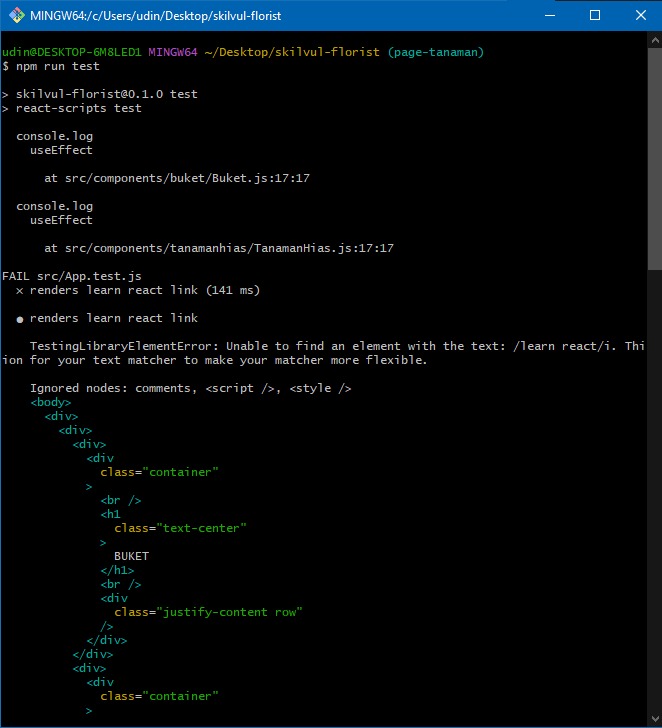 MINGW64:/c/Users/udin/Desktop/skilvul-florist
udin@DESKTOP-6M8LED1 MINGW64 ~/Desktop/skilvul-florist (page-tanaman)
$ npm run test
> skilvul-florist@0.1.0 test
> react-scripts test
console.log
useEffect
at src/components/buket/Buket.js:17:17
console.log
useEffect
at src/components/tanamanhias/TanamanHias.js:17:17
FAIL src/App.test.js
× renders learn react link (141 ms)
● renders learn react link
TestingLibraryElementError: Unable to find an element with the text: /learn react/i. Thi
ion for your text matcher to make your matcher more flexible.
Ignored nodes: comments, <script />, <style />
<body>
<div>
<div>
<div>
<div
class="container"
>
<br />
<h1
class="text-center"
>
BUKET
</h1>
<br />
<div
class="justify-content row"
/>
</div>
</div>
<div>
<div
class="container"
>